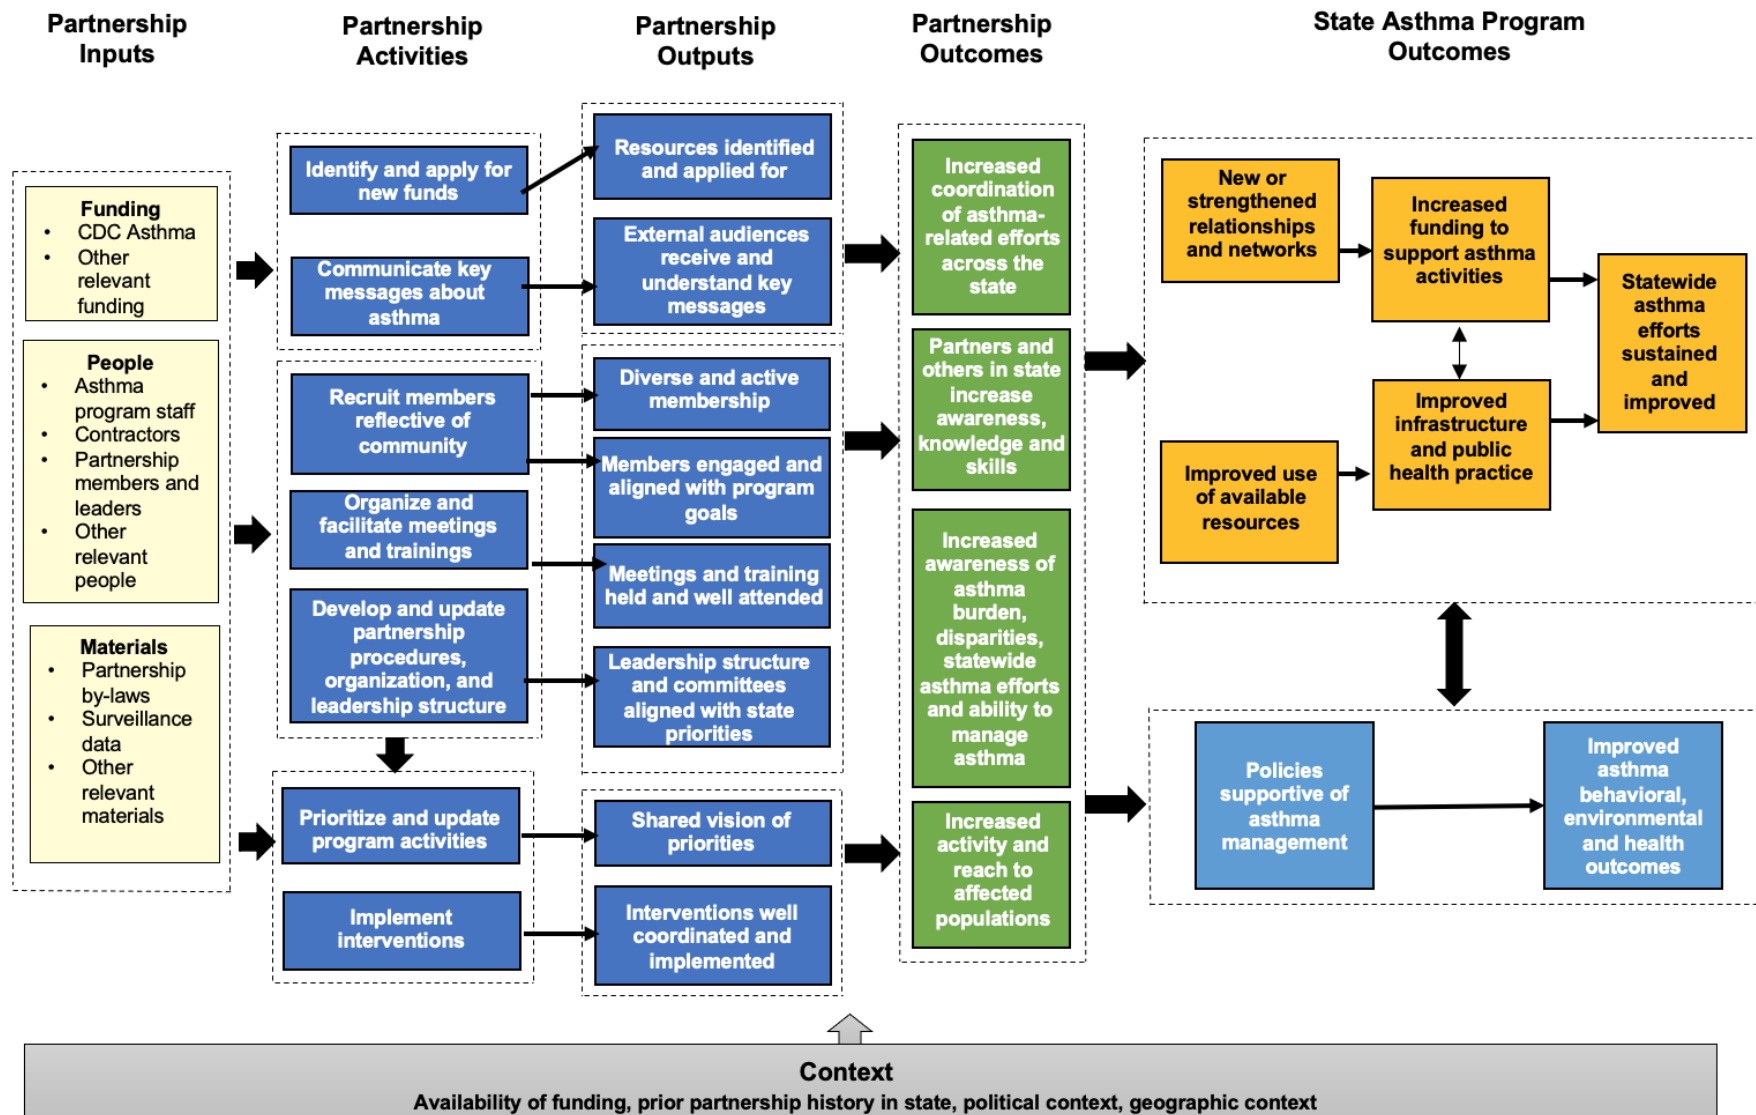 Partnership
Inputs
Partnership
Activities
Partnership
Outputs
Partnership
Outcomes
State Asthma Program
Outcomes
Funding
• CDC Asthma
• Other
relevant
funding
People
• Asthma
program staff
• Contractors
• Partnership
members and
leaders
• Other
relevant
people
Materials
• Partnership
by-laws
• Surveillance
data
• Other
relevant
materials
Identify and apply for
new funds
Communicate key
messages about
asthma
Recruit members
reflective of
community
Organize and
facilitate meetings
and trainings
Develop and update
partnership
procedures,
organization, and
leadership structure
Prioritize and update
program activities
Implement
interventions
Resources identified
and applied for
External audiences
receive and
understand key
messages
Diverse and active
membership
Members engaged and
aligned with program
goals
Meetings and training
held and well attended
Leadership structure
and committees
aligned with state
priorities
Shared vision of
priorities
Interventions well
coordinated and
implemented
Increased
coordination
of asthma-
related efforts
across the
state
Partners and
others in state
increase
awareness,
knowledge and
skills
Increased
awareness of
asthma
burden,
disparities,
statewide
asthma efforts
and ability to
manage
asthma
Increased
activity and
reach to
affected
populations
New or
strengthened
relationships
and networks
Increased
funding to
support asthma
activities
Improved use
of available
resources
Improved
infrastructure
and public
health practice
Statewide
asthma
efforts
sustained
and
improved
Policies
supportive of
asthma
management
Improved
asthma
behavioral,
environmental
and health
outcomes
Context
Availability of funding, prior partnership history in state, political context, geographic context